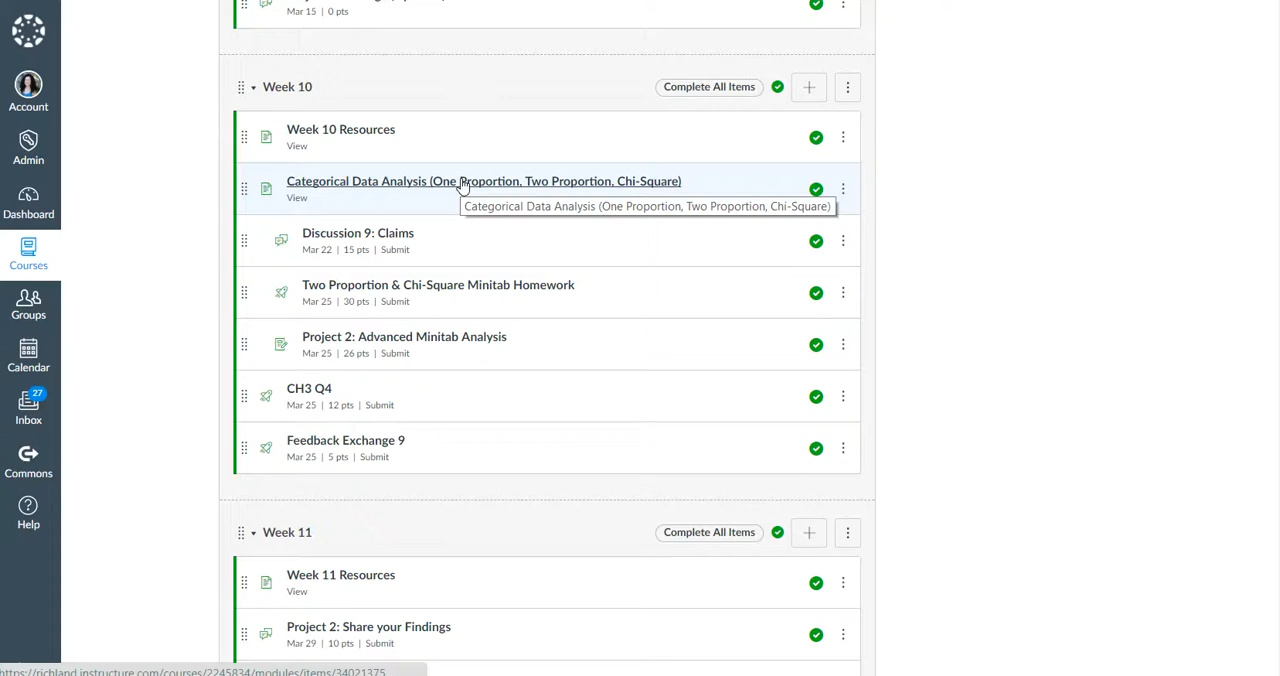 Mar 15 | 0 pts
Account
Admin
Dashboard
Courses
Groups
Calendar
27
Inbox
Commons
Help
Week 10
Complete All Items
Week 10 Resources
View
Categorical Data Analysis (One Proportion, Two Proportion, Chi-Square)
View
Categorical Data Analysis (One Proportion, Two Proportion, Chi-Square)
Discussion 9: Claims
Mar 22 | 15 pts | Submit
Two Proportion & Chi-Square Minitab Homework
Mar 25 | 30 pts | Submit
Project 2: Advanced Minitab Analysis
Mar 25 | 26 pts | Submit
CH3 Q4
Mar 25 | 12 pts | Submit
Feedback Exchange 9
Mar 25 | 5 pts | Submit
Week 11
Complete All Items
Week 11 Resources
View
Project 2: Share your Findings
Mar 29 | 10 pts | Submit
https://richland.instructure.com/courses/2245834/modules/items/34021375